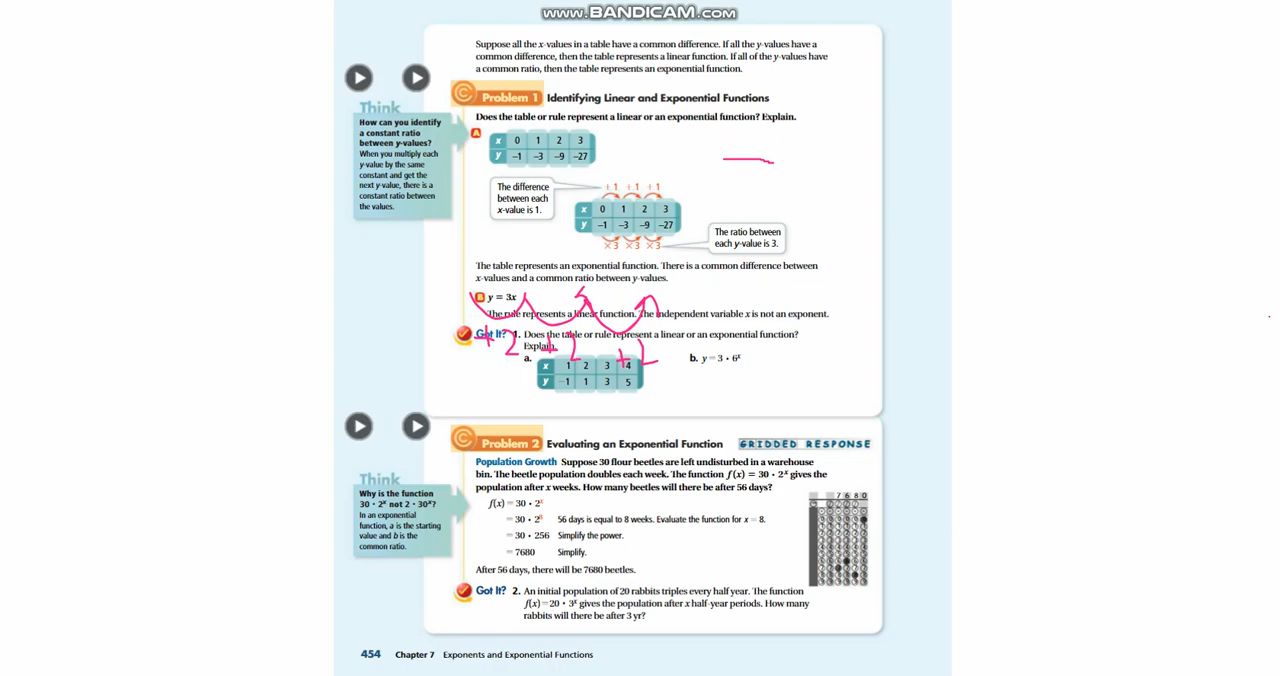 www.BANDICAM.com
Suppose all the x-values in a table have a common difference. If all the y-values have a
common difference, then the table represents a linear function. If all of the y-values have
a common ratio, then the table represents an exponential function.
Problem 1 Identifying Linear and Exponential Functions
Think
How can you identify
a constant ratio
between y-values?
When you multiply each
y-value by the same
constant and get the
next y-value, there is a
constant ratio between
the values.
Does the table or rule represent a linear or an exponential function? Explain.
A
x 0 1 2 3
y −1 −3 −9 −27
The difference
between each
x-value is 1.
+1 +1 +1
x 0 1 2 3
y −1 −3 −9 −27
×3 ×3 ×3
The ratio between
each y-value is 3.
The table represents an exponential function. There is a common difference between
x-values and a common ratio between y-values.
B y = 3x
The rule represents a linear function. The independent variable x is not an exponent.
Got It? 1. Does the table or rule represent a linear or an exponential function?
Explain.
+2 +2 +2
a.
x 1 2 3 4
y −1 1 3 5
b. y = 3 · 6ˣ
Problem 2 Evaluating an Exponential Function GRIDDED RESPONSE
Think
Why is the function
30 · 2ˣ not 2 · 30ˣ?
In an exponential
function, a is the starting
value and b is the
common ratio.
Population Growth Suppose 30 flour beetles are left undisturbed in a warehouse
bin. The beetle population doubles each week. The function f(x) = 30 · 2ˣ gives the
population after x weeks. How many beetles will there be after 56 days?
f(x) = 30 · 2ˣ
= 30 · 2⁸ 56 days is equal to 8 weeks. Evaluate the function for x = 8.
= 30 · 256 Simplify the power.
= 7680 Simplify.
After 56 days, there will be 7680 beetles.
7 6 8 0
Got It? 2. An initial population of 20 rabbits triples every half year. The function
f(x) = 20 · 3ˣ gives the population after x half-year periods. How many
rabbits will there be after 3 yr?
454 Chapter 7 Exponents and Exponential Functions